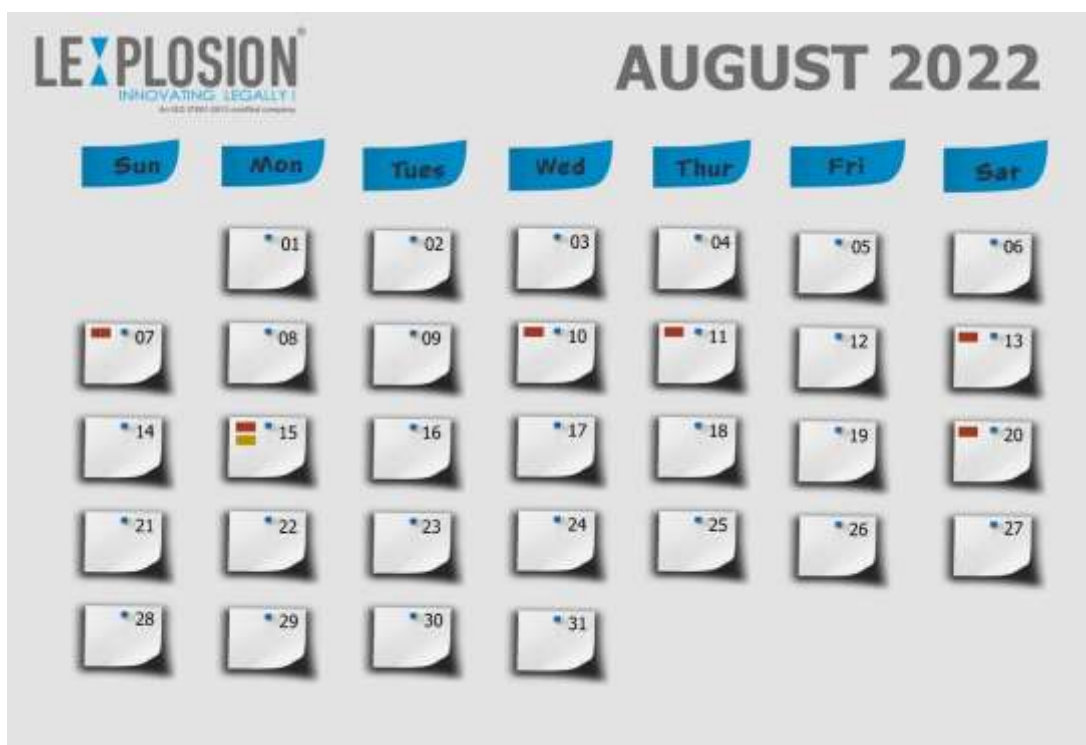 LEXPLOSION®
INNOVATING LEGALLY !
AUGUST 2022
Sun Mon Tues Wed Thur Fri Sat
01 02 03 04 05 06
07 08 09 10 11 12 13
14 15 16 17 18 19 20
21 22 23 24 25 26 27
28 29 30 31